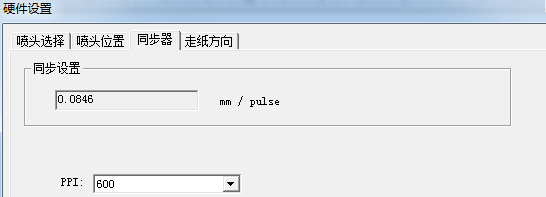 硬件设置
喷头选择 喷头位置 同步器 走纸方向
同步设置
0.0846 mm / pulse
PPI: 600